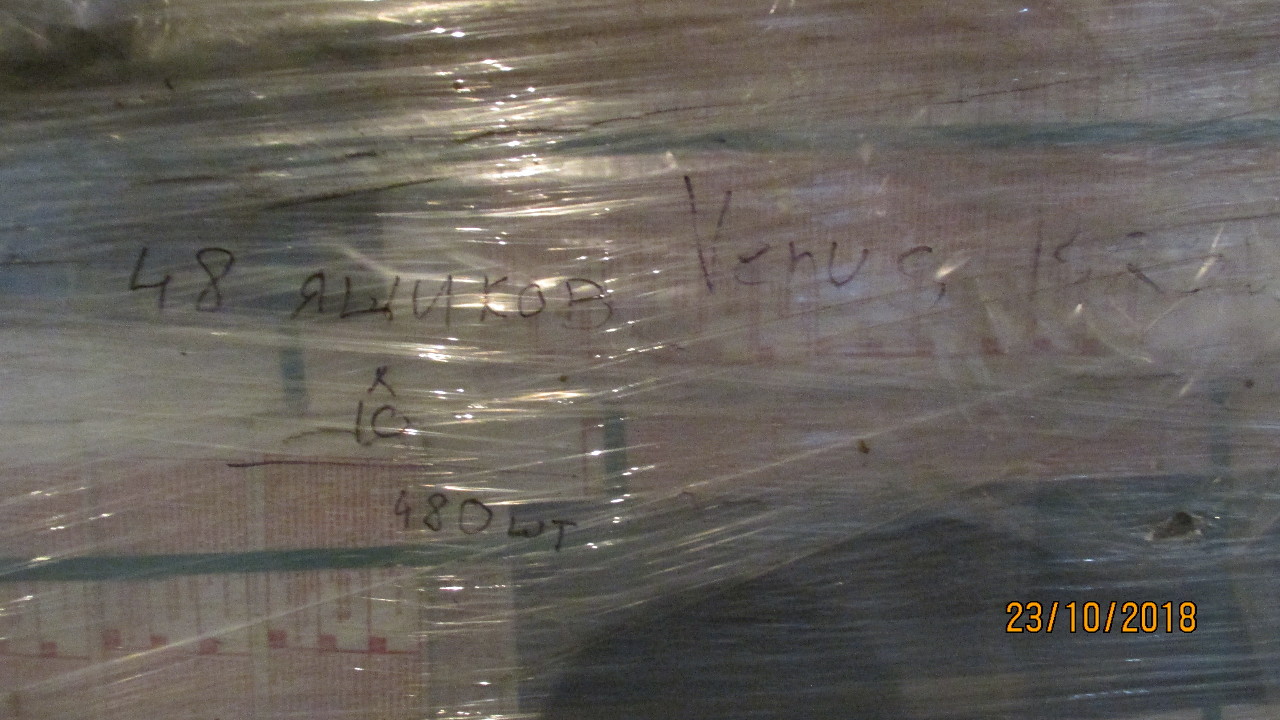 48 ящиков
х
10
480 шт
Venus,
23/10/2018